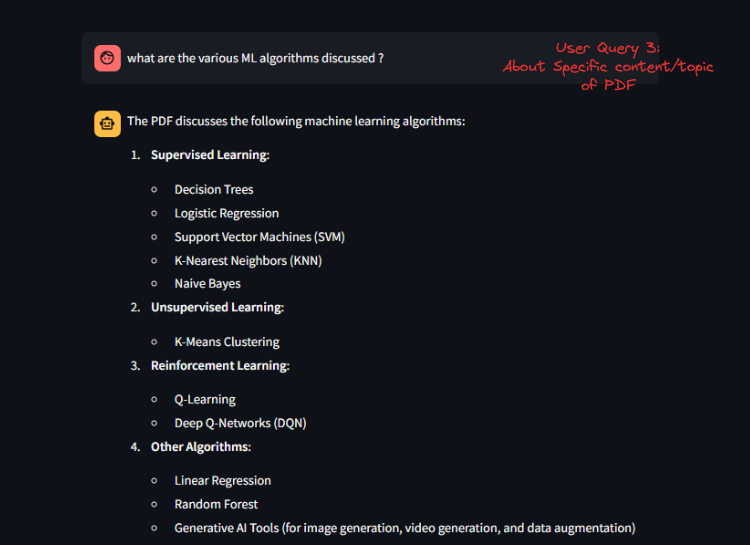 what are the various ML algorithms discussed ?
User Query 3:
About Specific content/topic
of PDF
The PDF discusses the following machine learning algorithms:
1. Supervised Learning:
Decision Trees
Logistic Regression
Support Vector Machines (SVM)
K-Nearest Neighbors (KNN)
Naive Bayes
2. Unsupervised Learning:
K-Means Clustering
3. Reinforcement Learning:
Q-Learning
Deep Q-Networks (DQN)
4. Other Algorithms:
Linear Regression
Random Forest
Generative AI Tools (for image generation, video generation, and data augmentation)